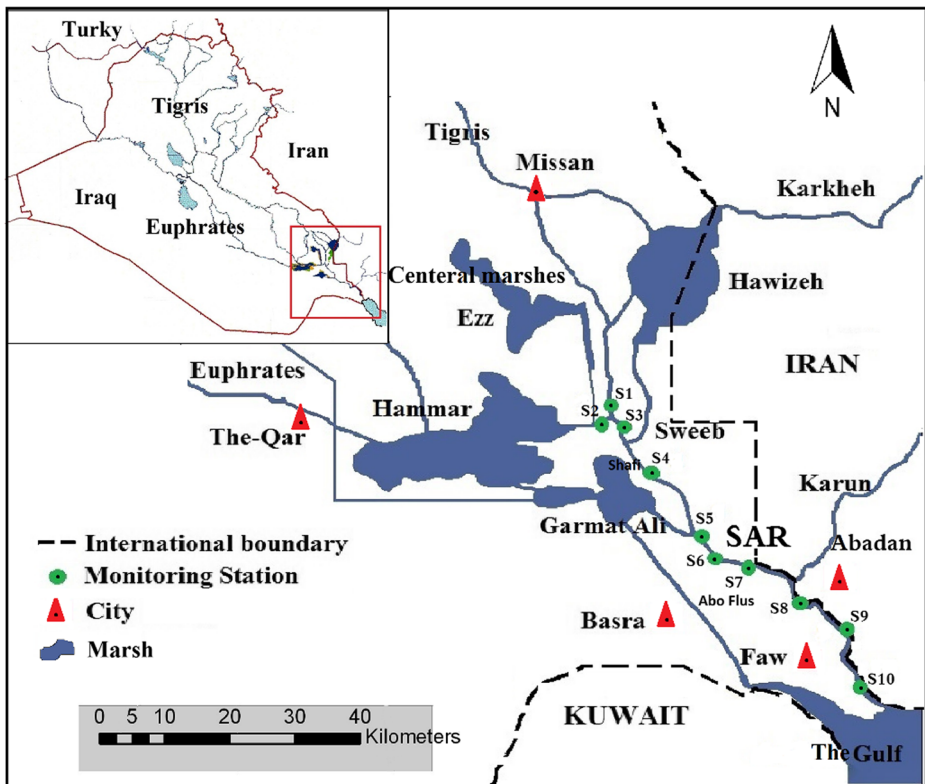 Turky
Tigris
Iran
Iraq
Euphrates
N
Tigris
Missan
Karkheh
Centeral marshes
Hawizeh
Ezz
IRAN
Euphrates
Hammar
S1
S2
S3
The-Qar
Sweeb
Shafi
S4
Karun
Garmat Ali
S5
SAR
Abadan
International boundary
S6
S7
Monitoring Station
Abo Flus
S8
City
Basra
S9
Marsh
Faw
S10
KUWAIT
0 5 10 20 30 40
Kilometers
The Gulf